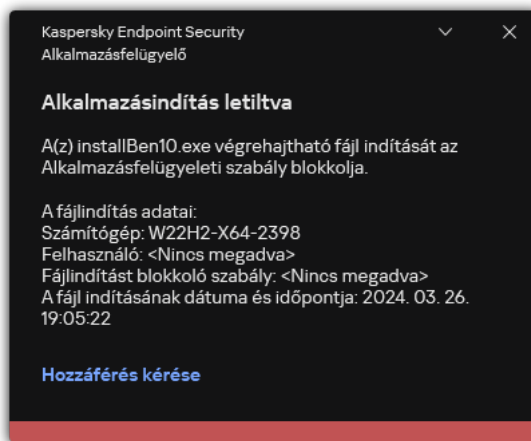 Kaspersky Endpoint Security
Alkalmazásfelügyelő
Alkalmazásindítás letiltva
A(z) installBen10.exe végrehajtható fájl indítását az
Alkalmazásfelügyeleti szabály blokkolja.
A fájlindítás adatai:
Számítógép: W22H2-X64-2398
Felhasználó: <Nincs megadva>
Fájlindítást blokkoló szabály: <Nincs megadva>
A fájl indításának dátuma és időpontja: 2024. 03. 26.
19:05:22
Hozzáférés kérése